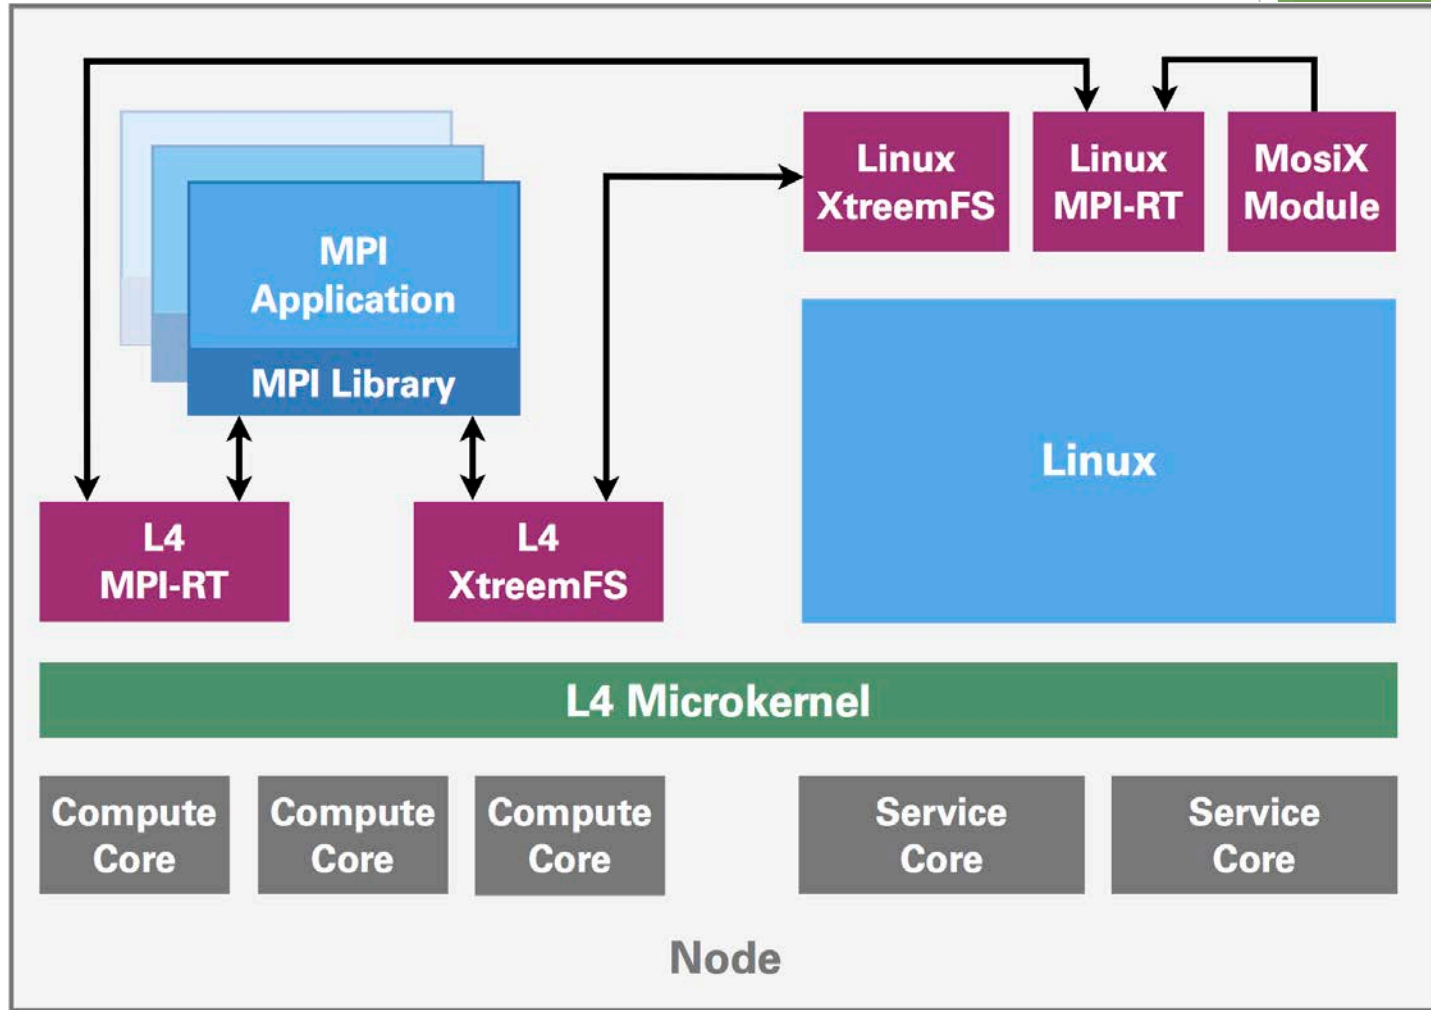 Linux
XtreemFS
Linux
MPI-RT
MosiX
Module
MPI
Application
MPI Library
Linux
L4
MPI-RT
L4
XtreemFS
L4 Microkernel
Compute
Core
Compute
Core
Compute
Core
Service
Core
Service
Core
Node